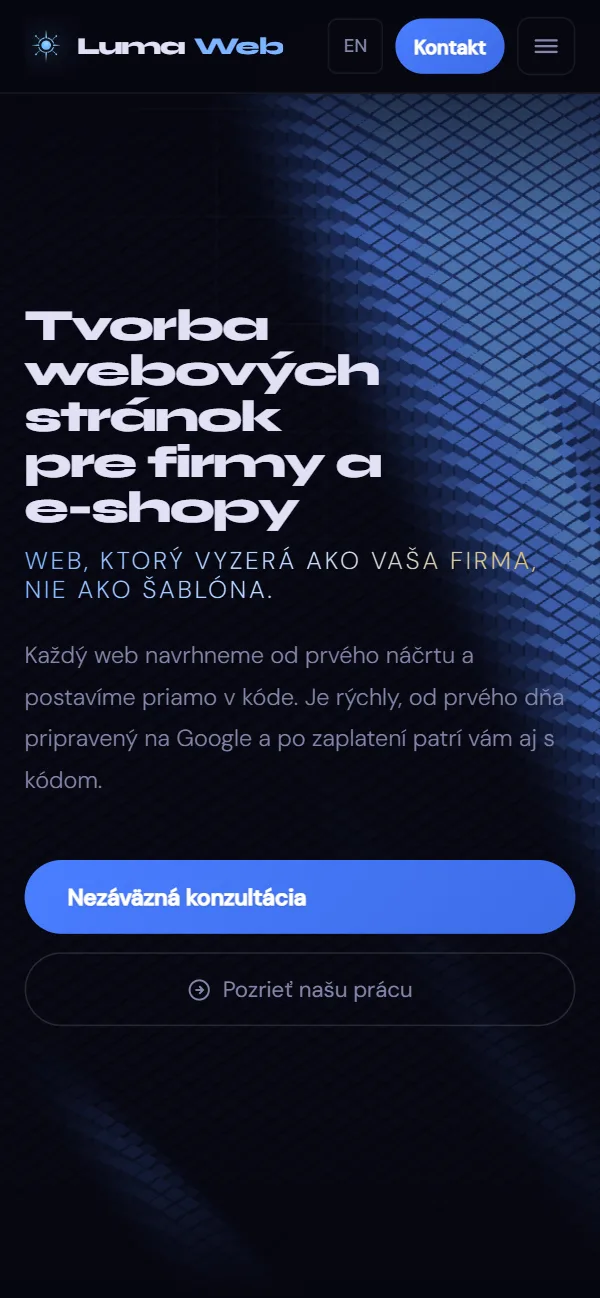 Luma Web
EN
Kontakt
Tvorba
webových
stránok
pre firmy a
e-shopy
WEB, KTORÝ VYZERÁ AKO VAŠA FIRMA,
NIE AKO ŠABLÓNA.
Každý web navrhneme od prvého náčrtu a
postavíme priamo v kóde. Je rýchly, od prvého dňa
pripravený na Google a po zaplatení patrí vám aj s
kódom.
Nezáväzná konzultácia
Pozrieť našu prácu